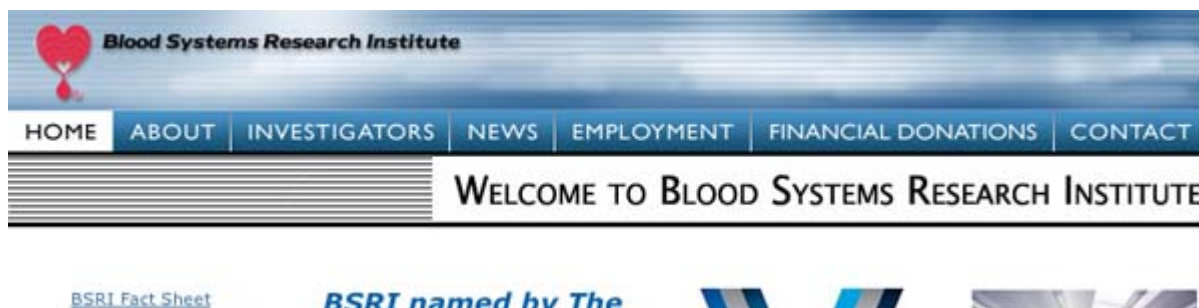 Blood Systems Research Institute
HOME ABOUT INVESTIGATORS NEWS EMPLOYMENT FINANCIAL DONATIONS CONTACT
WELCOME TO BLOOD SYSTEMS RESEARCH INSTITUTE
BSRI Fact Sheet
BSRI named by The